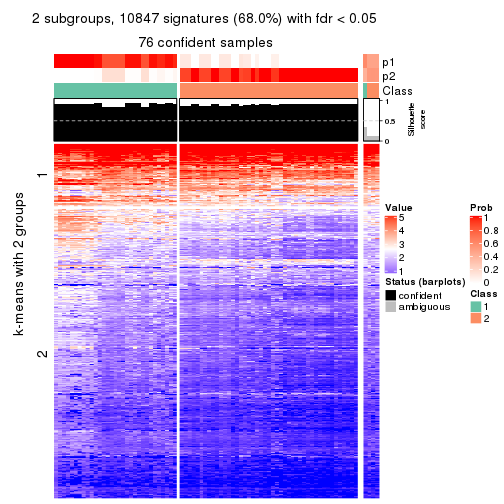 2 subgroups, 10847 signatures (68.0%) with fdr < 0.05
76 confident samples
p1
p2
Class
1
0.5
0
Silhouette
score
k-means with 2 groups
1
2
Value
5
4
3
2
1
Status (barplots)
confident
ambiguous
Prob
1
0.8
0.6
0.4
0.2
0
Class
1
2